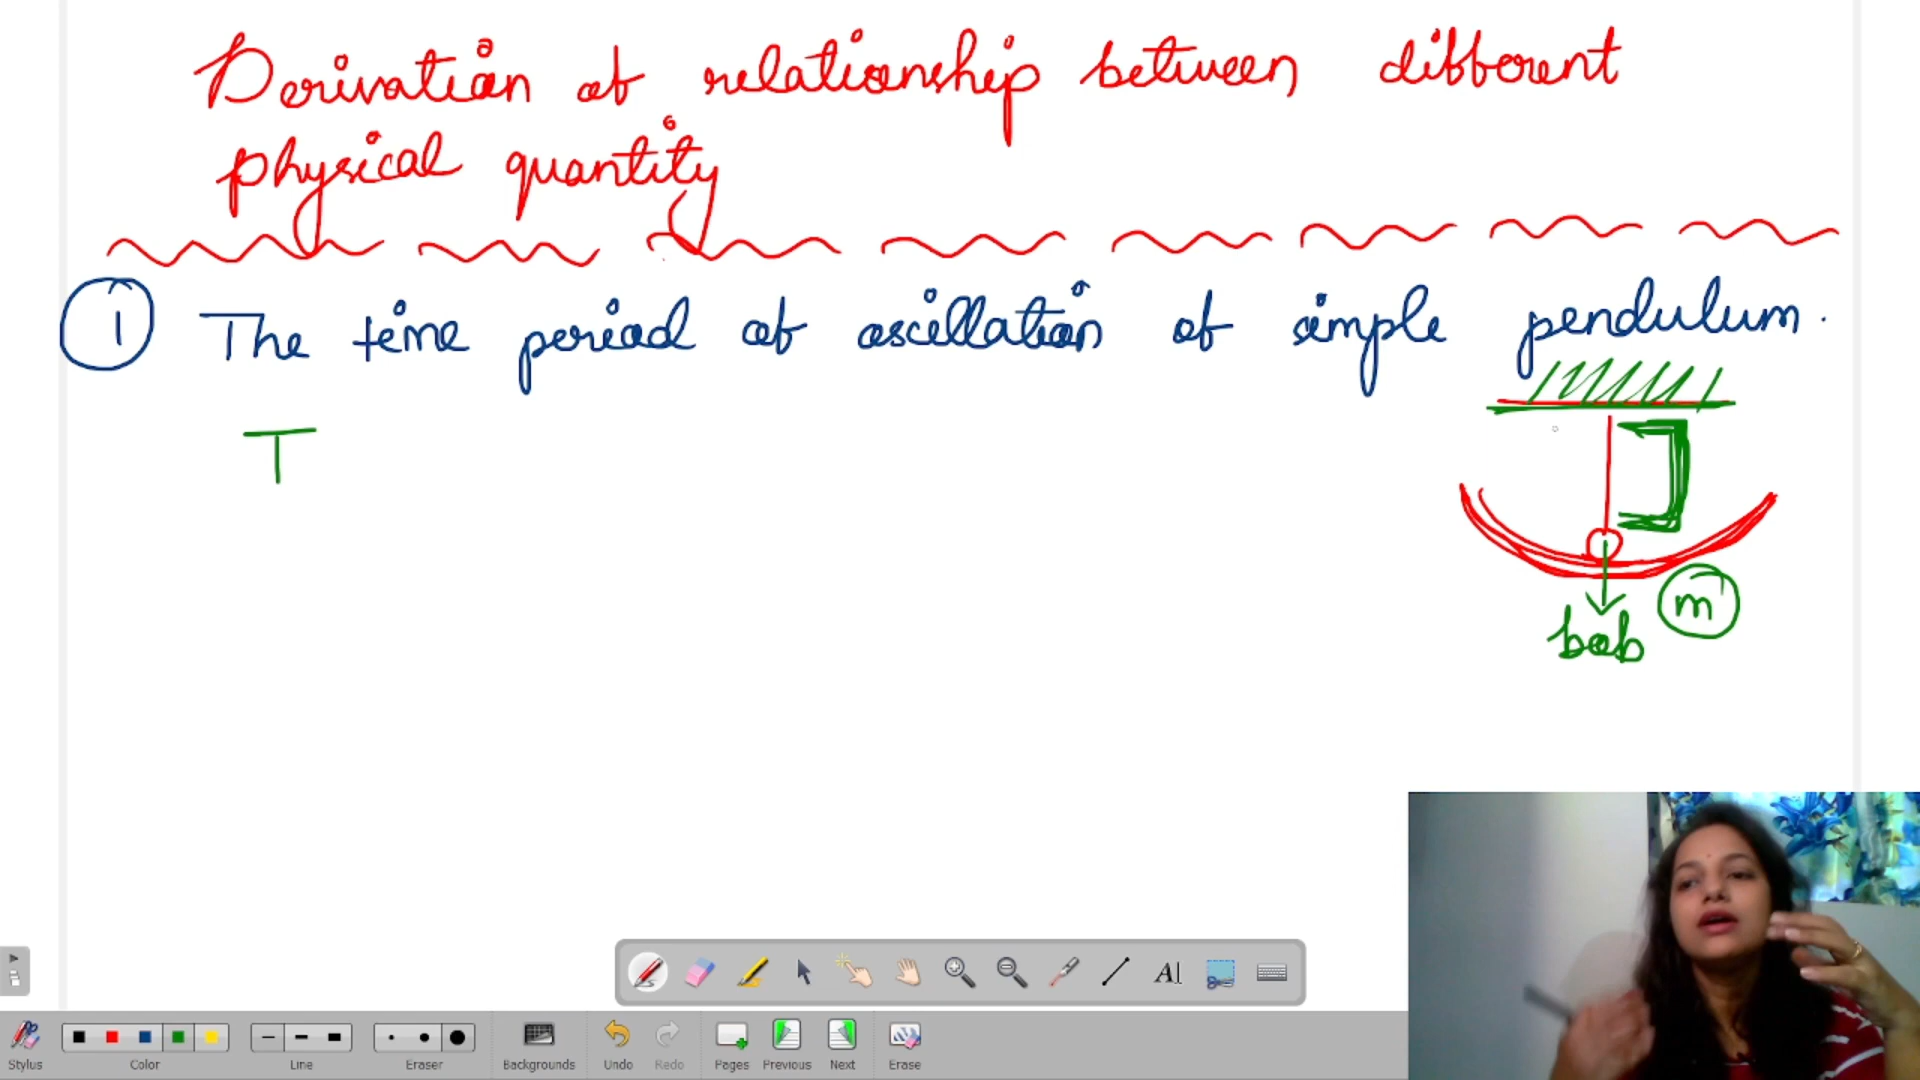 Derivation of relationship between different
physical quantity
1 The time period of oscillation of simple pendulum.
T
m
bob
AI
Stylus
Color
Line
Eraser
Backgrounds
Undo
Redo
Pages
Previous
Next
Erase